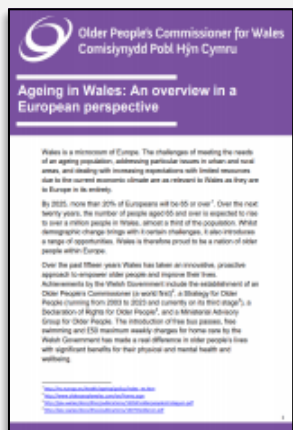 Older People's Commissioner for Wales
Comisiynydd Pobl Hŷn Cymru
Ageing in Wales: An overview in a
European perspective
Wales is a microcosm of Europe. The challenges of meeting the needs
of an ageing population, addressing particular issues in urban and rural
areas, and dealing with increasing expectations with limited resources
due to the current economic climate are as relevant to Wales as they are
to Europe in its entirety.
By 2025, more than 20% of Europeans will be 65 or over¹. Over the next
twenty years, the number of people aged 65 and over is expected to rise
to over a million people in Wales, almost a third of the population. Whilst
demographic change brings with it certain challenges, it also introduces
a range of opportunities. Wales is therefore proud to be a nation of older
people within Europe.
Over the past fifteen years Wales has taken an innovative, proactive
approach to empower older people and improve their lives.
Achievements by the Welsh Government include the establishment of an
Older People's Commissioner (a world first)², a Strategy for Older
People (running from 2003 to 2023 and currently on its third stage³), a
Declaration of Rights for Older People⁴, and a Ministerial Advisory
Group for Older People. The introduction of free bus passes, free
swimming and £50 maximum weekly charges for home care by the
Welsh Government has made a real difference in older people's lives
with significant benefits for their physical and mental health and
wellbeing.